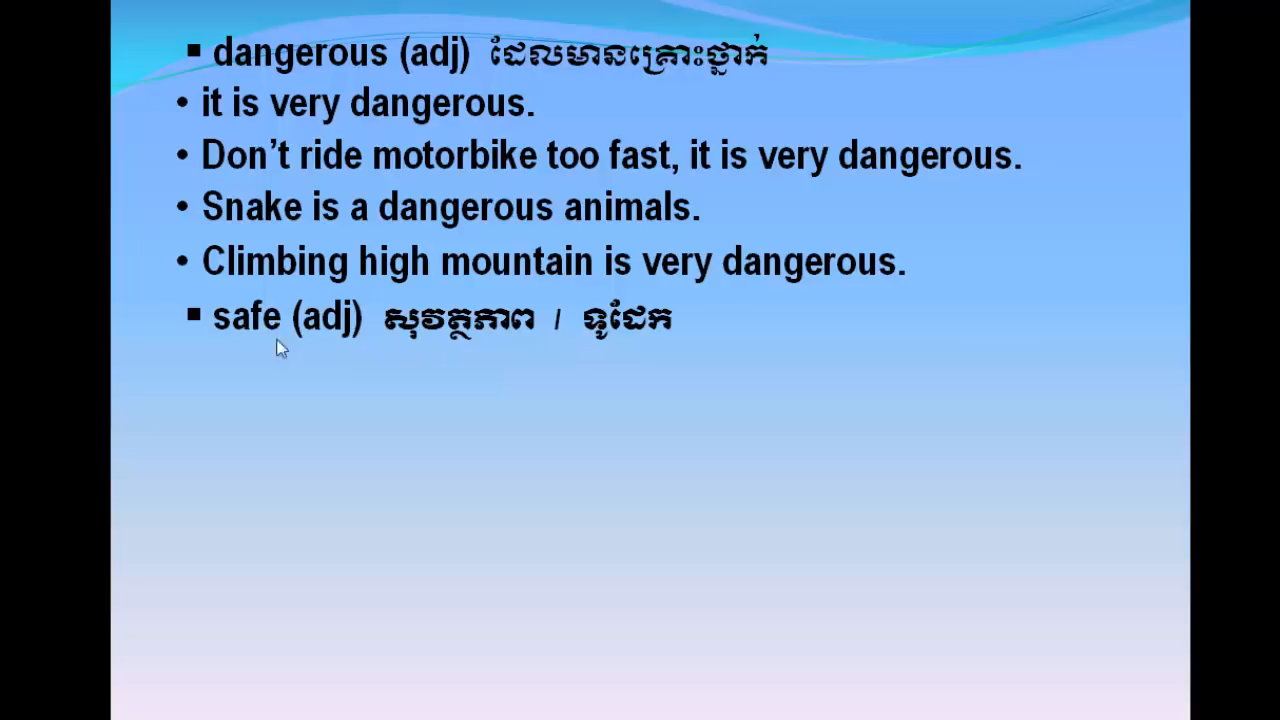 ▪ dangerous (adj) ដែលមានគ្រោះថ្នាក់
• it is very dangerous.
• Don’t ride motorbike too fast, it is very dangerous.
• Snake is a dangerous animals.
• Climbing high mountain is very dangerous.
▪ safe (adj) សុវត្ថភាព / ទូដែក